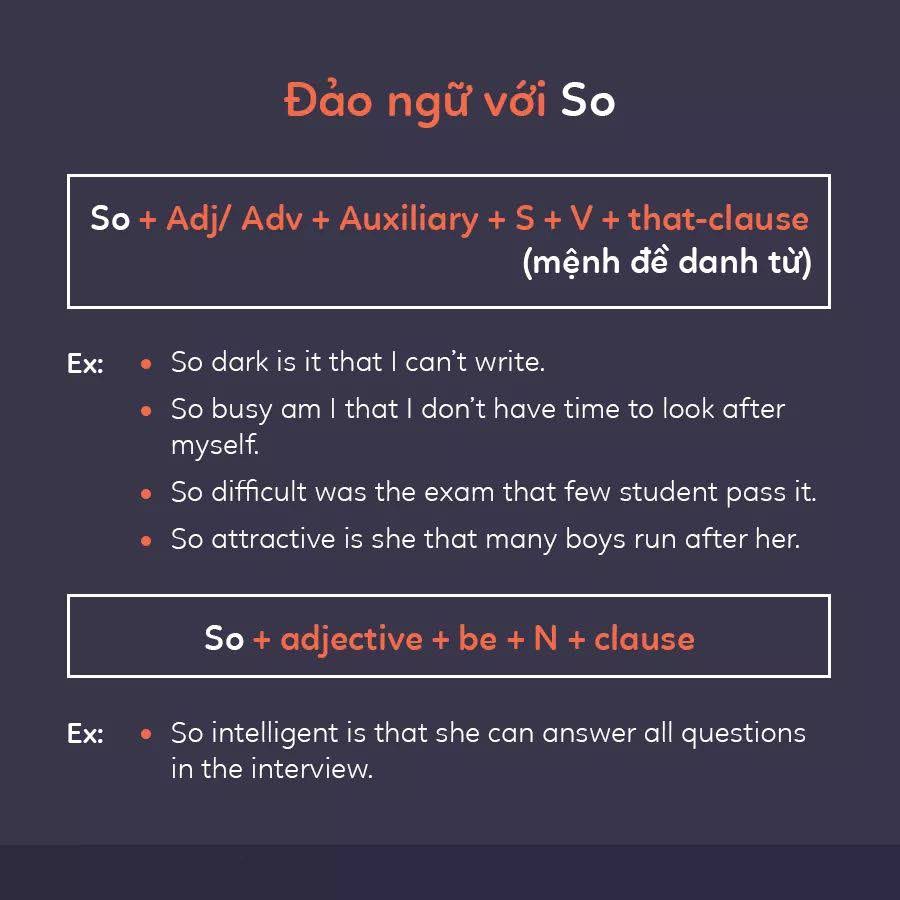 Đảo ngữ với So
So + Adj/ Adv + Auxiliary + S + V + that-clause
(mệnh đề danh từ)
Ex:
• So dark is it that I can't write.
• So busy am I that I don't have time to look after
myself.
• So difficult was the exam that few student pass it.
• So attractive is she that many boys run after her.
So + adjective + be + N + clause
Ex:
• So intelligent is that she can answer all questions
in the interview.